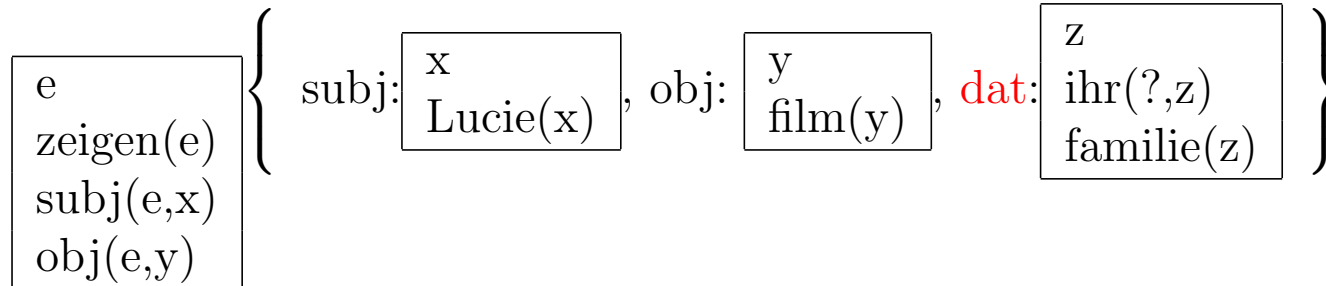 e
zeigen(e)
subj(e,x)
obj(e,y)
{ subj:
x
Lucie(x)
, obj:
y
film(y)
, dat:
z
ihr(?,z)
familie(z)
}